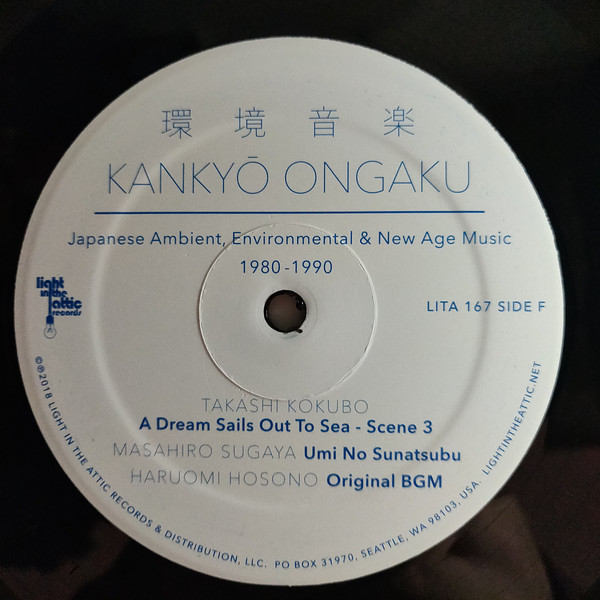 環境音楽
KANKYŌ ONGAKU
Japanese Ambient, Environmental & New Age Music
1980-1990
light
in the
attic
records
LITA 167 SIDE F
TAKASHI KOKUBO
A Dream Sails Out To Sea - Scene 3
MASAHIRO SUGAYA Umi No Sunatsubu
HARUOMI HOSONO Original BGM
©℗2018 LIGHT IN THE ATTIC RECORDS & DISTRIBUTION, LLC. PO BOX 31970, SEATTLE, WA 98103, USA. LIGHTINTHEATTIC.NET